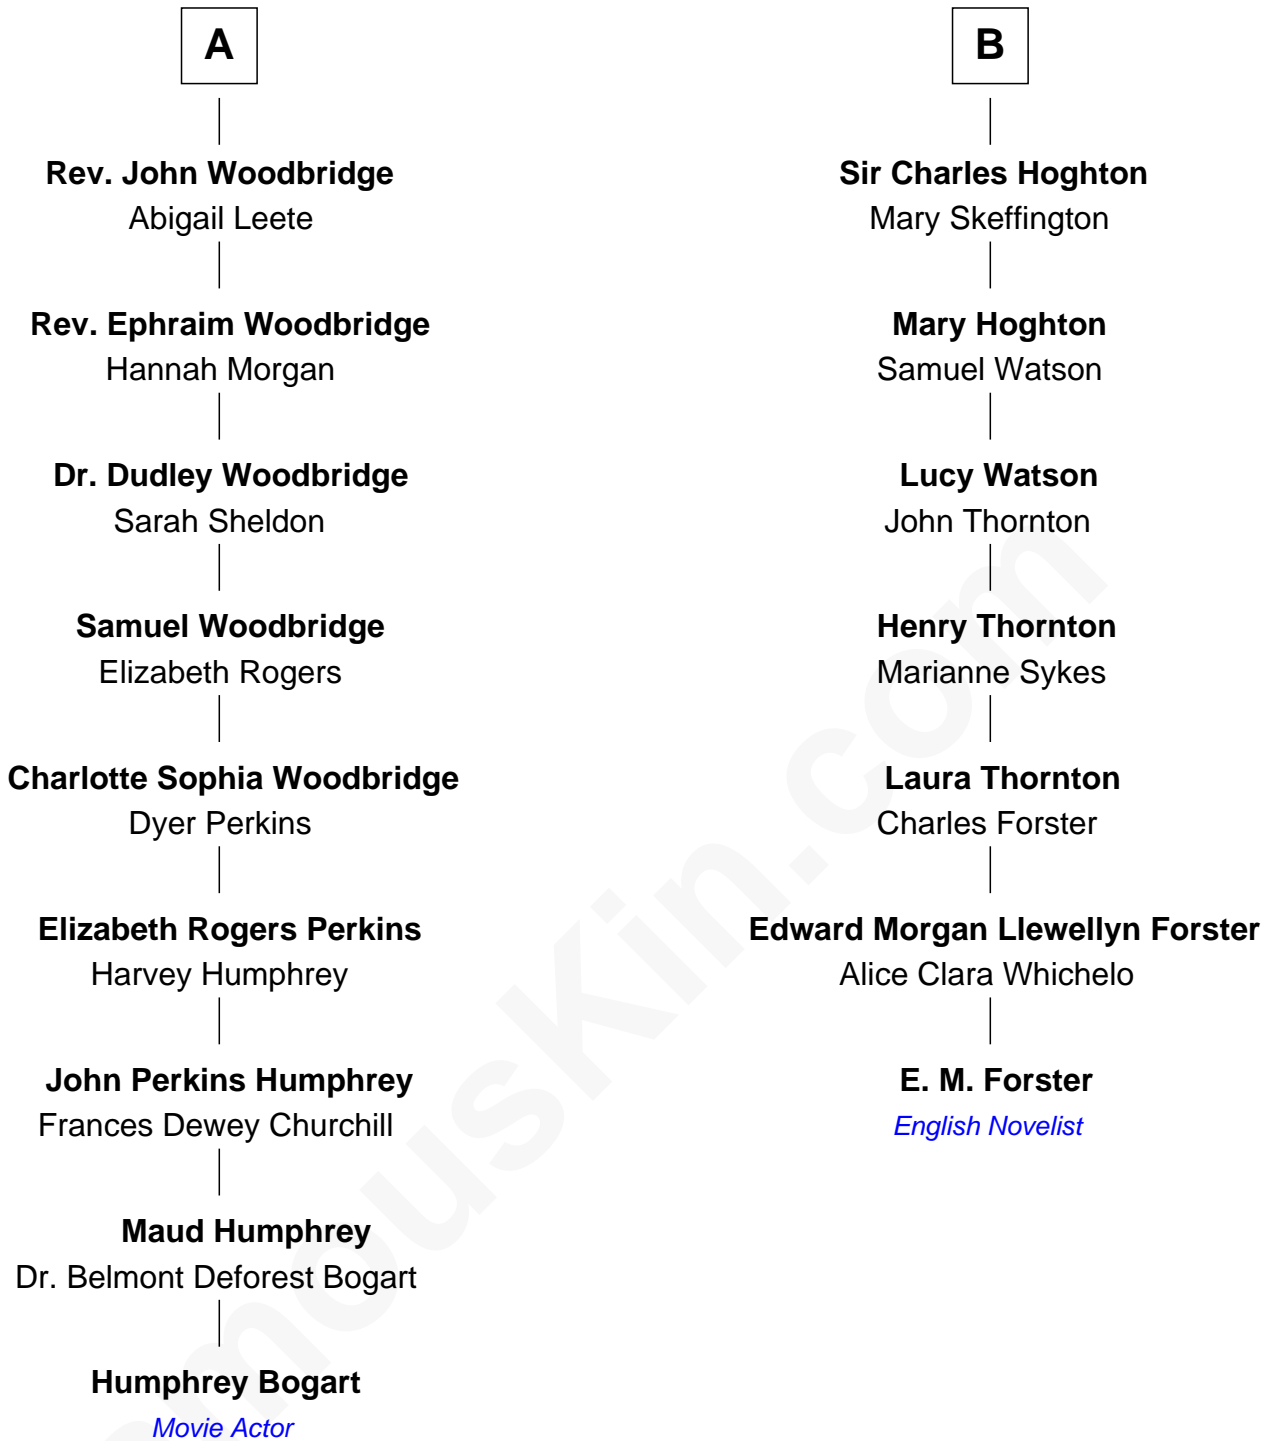 A
Rev. John Woodbridge
Abigail Leete
Rev. Ephraim Woodbridge
Hannah Morgan
Dr. Dudley Woodbridge
Sarah Sheldon
Samuel Woodbridge
Elizabeth Rogers
Charlotte Sophia Woodbridge
Dyer Perkins
Elizabeth Rogers Perkins
Harvey Humphrey
John Perkins Humphrey
Frances Dewey Churchill
Maud Humphrey
Dr. Belmont Deforest Bogart
Humphrey Bogart
Movie Actor
B
Sir Charles Hoghton
Mary Skeffington
Mary Hoghton
Samuel Watson
Lucy Watson
John Thornton
Henry Thornton
Marianne Sykes
Laura Thornton
Charles Forster
Edward Morgan Llewellyn Forster
Alice Clara Whichelo
E. M. Forster
English Novelist
mousKin.com